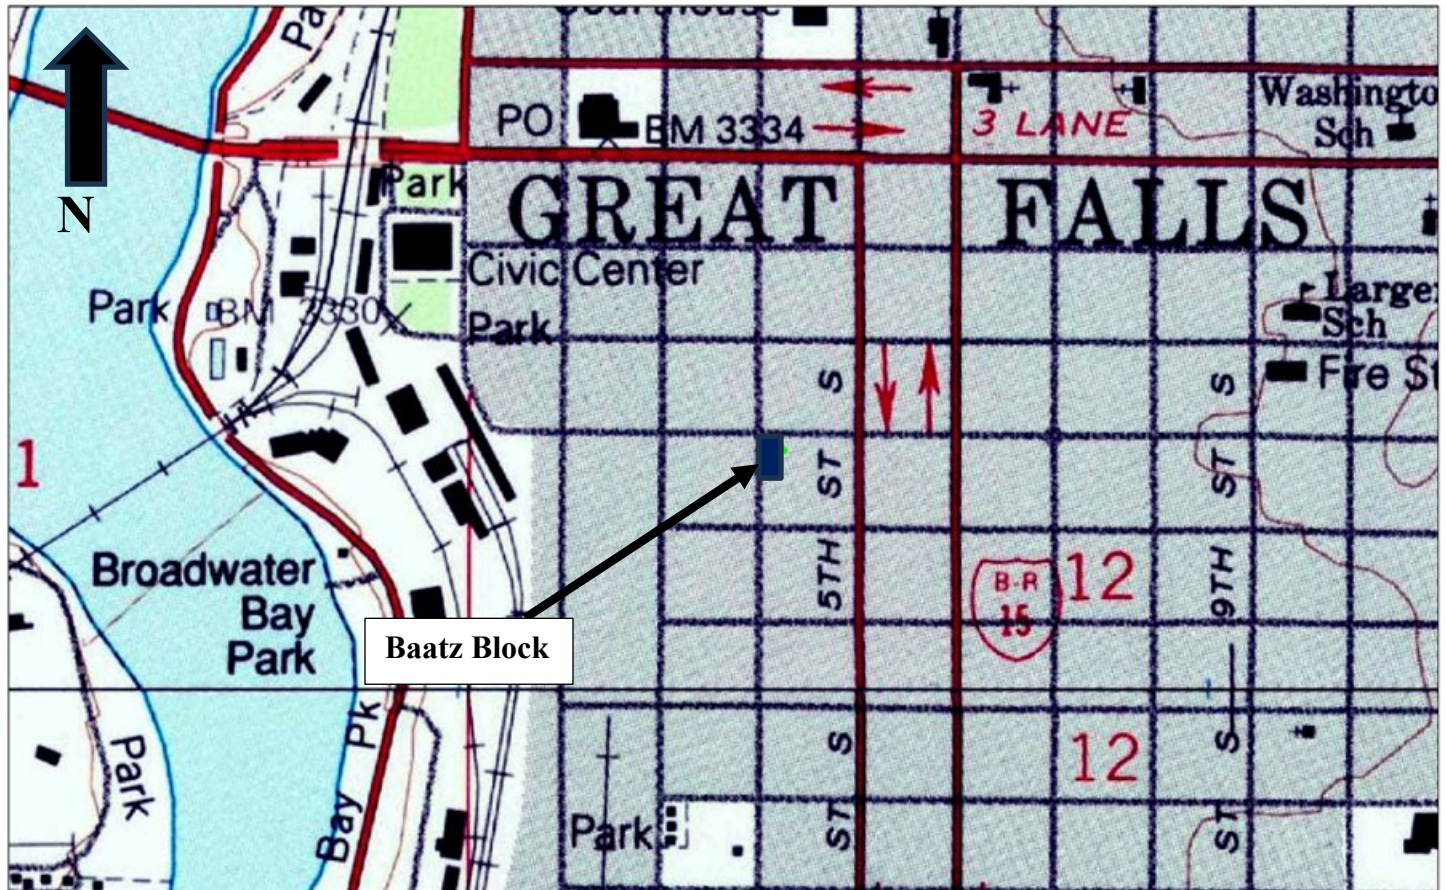 Courthouse
Pa
PO
BM 3334
3 LANE
Washingto
Sch
N
Park
GREAT FALLS
Civic Center
Park
BM 3330
Park
Large
Sch
Fire St
S
S
1
ST
ST
5TH
9TH
B-R
15
12
Broadwater
Bay
Park
Baatz Block
Park
Bay Pk
S
ST
12
S
ST
Park